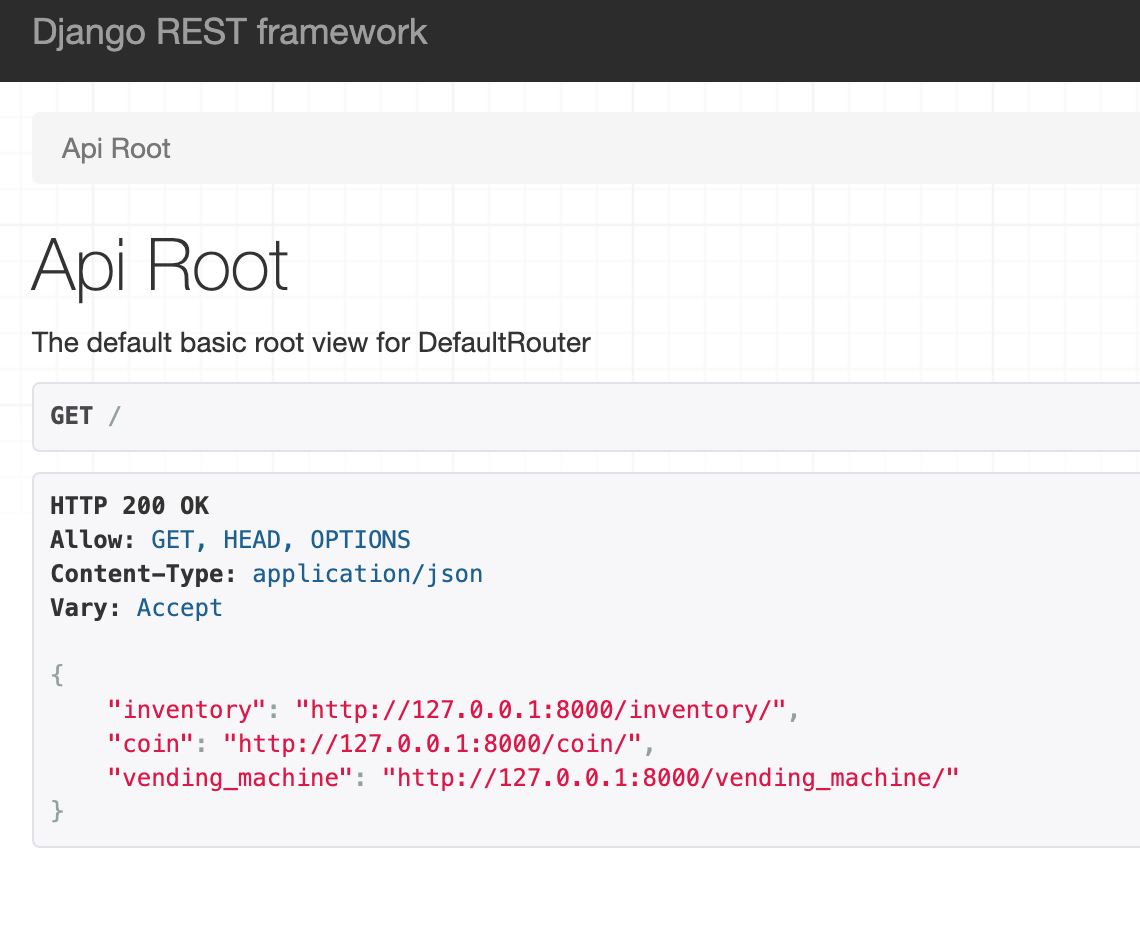 Django REST framework
Api Root
Api Root
The default basic root view for DefaultRouter
GET /
HTTP 200 OK
Allow: GET, HEAD, OPTIONS
Content-Type: application/json
Vary: Accept
{
    "inventory": "http://127.0.0.1:8000/inventory/",
    "coin": "http://127.0.0.1:8000/coin/",
    "vending_machine": "http://127.0.0.1:8000/vending_machine/"
}